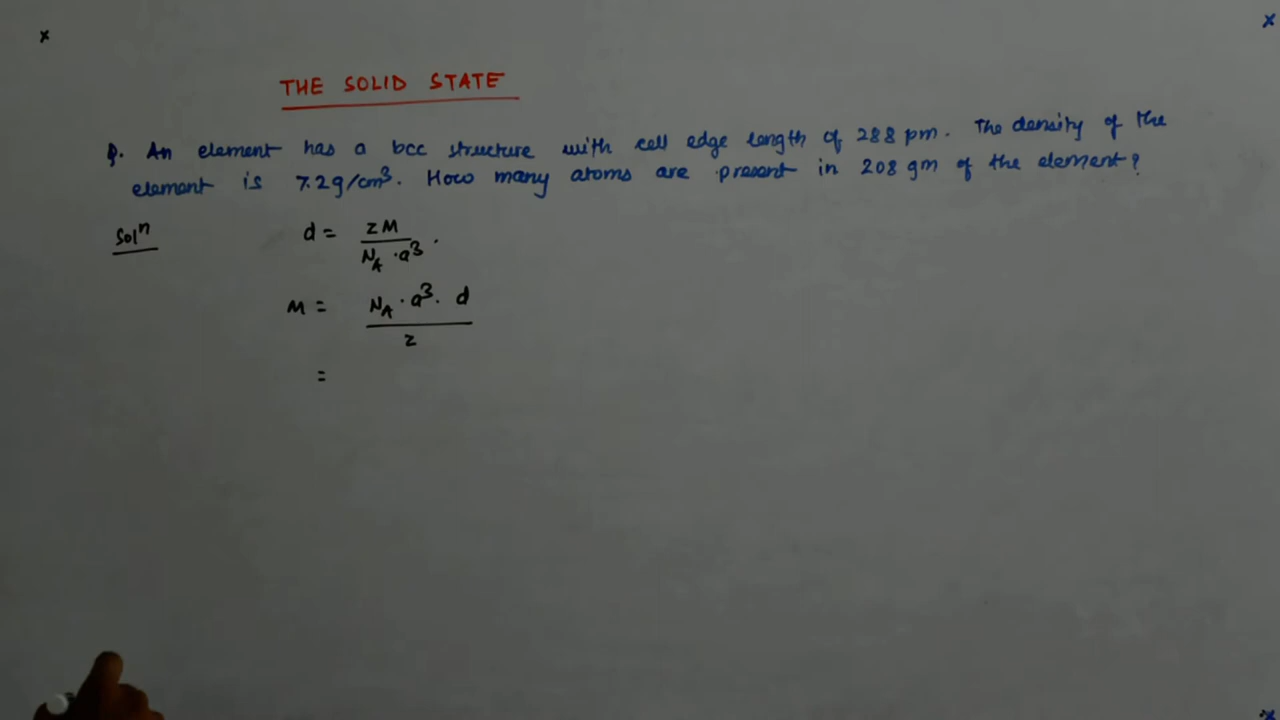 THE SOLID STATE
Q. An element has a bcc structure with cell edge length of 288 pm. The density of the
element is 7.2g/cm³. How many atoms are present in 208 gm of the element?
Solⁿ
d = ZM / N_A · a³
M = N_A · a³ · d / Z
=